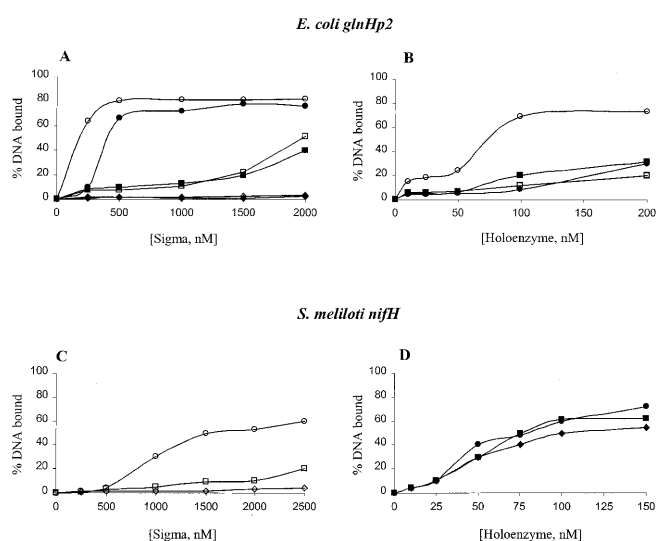 E. coli glnHp2
A
B
100
80
60
40
20
0
% DNA bound
0 500 1000 1500 2000
[Sigma, nM]
100
80
60
40
20
0
% DNA bound
0 50 100 150 200
[Holoenzyme, nM]
S. meliloti nifH
C
D
100
80
60
40
20
0
% DNA bound
0 500 1000 1500 2000 2500
[Sigma, nM]
100
80
60
40
20
0
% DNA bound
0 25 50 75 100 125 150
[Holoenzyme, nM]